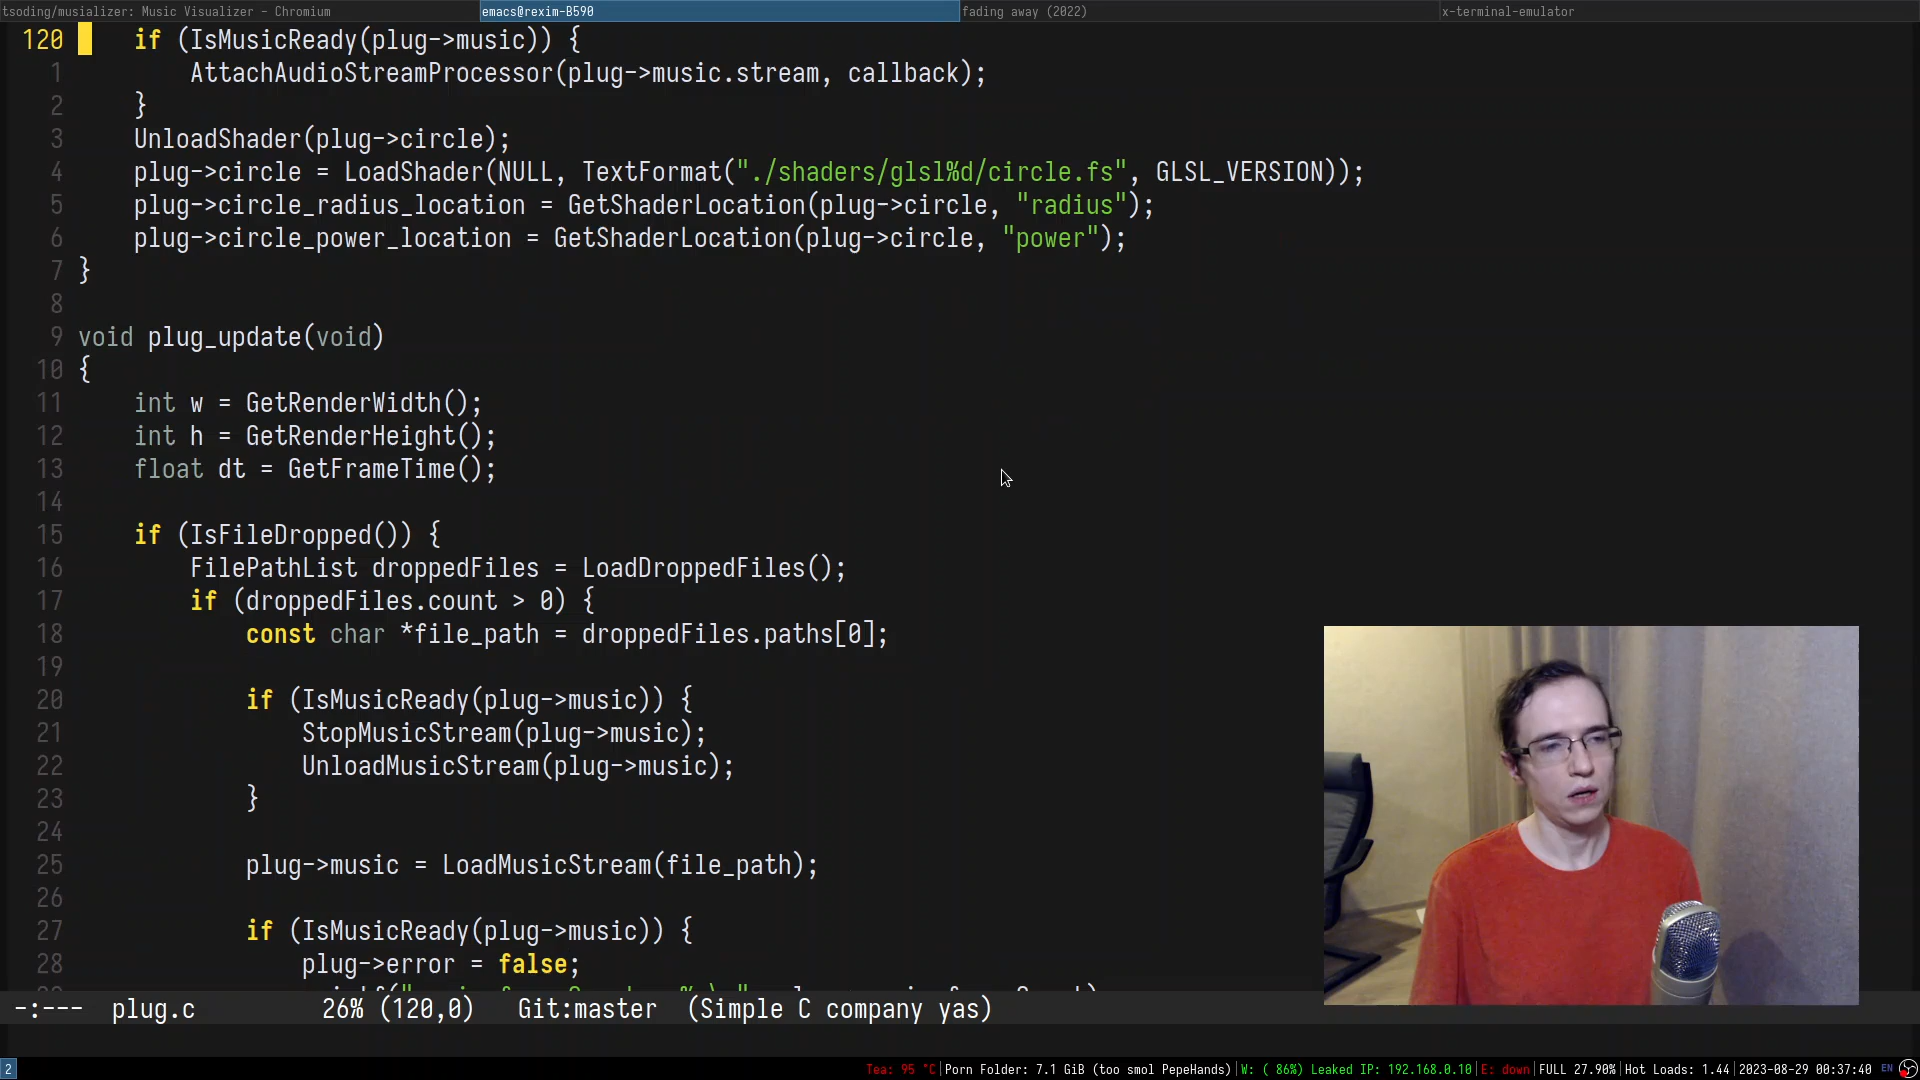 tsoding/musializer: Music Visualizer - Chromium
emacs@rexim-B590
fading away (2022)
x-terminal-emulator
120 if (IsMusicReady(plug->music)) {
1 AttachAudioStreamProcessor(plug->music.stream, callback);
2 }
3 UnloadShader(plug->circle);
4 plug->circle = LoadShader(NULL, TextFormat("./shaders/glsl%d/circle.fs", GLSL_VERSION));
5 plug->circle_radius_location = GetShaderLocation(plug->circle, "radius");
6 plug->circle_power_location = GetShaderLocation(plug->circle, "power");
7 }
8
9 void plug_update(void)
10 {
11 int w = GetRenderWidth();
12 int h = GetRenderHeight();
13 float dt = GetFrameTime();
14
15 if (IsFileDropped()) {
16 FilePathList droppedFiles = LoadDroppedFiles();
17 if (droppedFiles.count > 0) {
18 const char *file_path = droppedFiles.paths[0];
19
20 if (IsMusicReady(plug->music)) {
21 StopMusicStream(plug->music);
22 UnloadMusicStream(plug->music);
23 }
24
25 plug->music = LoadMusicStream(file_path);
26
27 if (IsMusicReady(plug->music)) {
28 plug->error = false;
-:--- plug.c 26% (120,0) Git:master (Simple C company yas)
2
Tea: 95 °C|Porn Folder: 7.1 GiB (too smol PepeHands)|W: ( 86%) Leaked IP: 192.168.0.10|E: down|FULL 27.90%|Hot Loads: 1.44|2023-08-29 00:37:40 EN